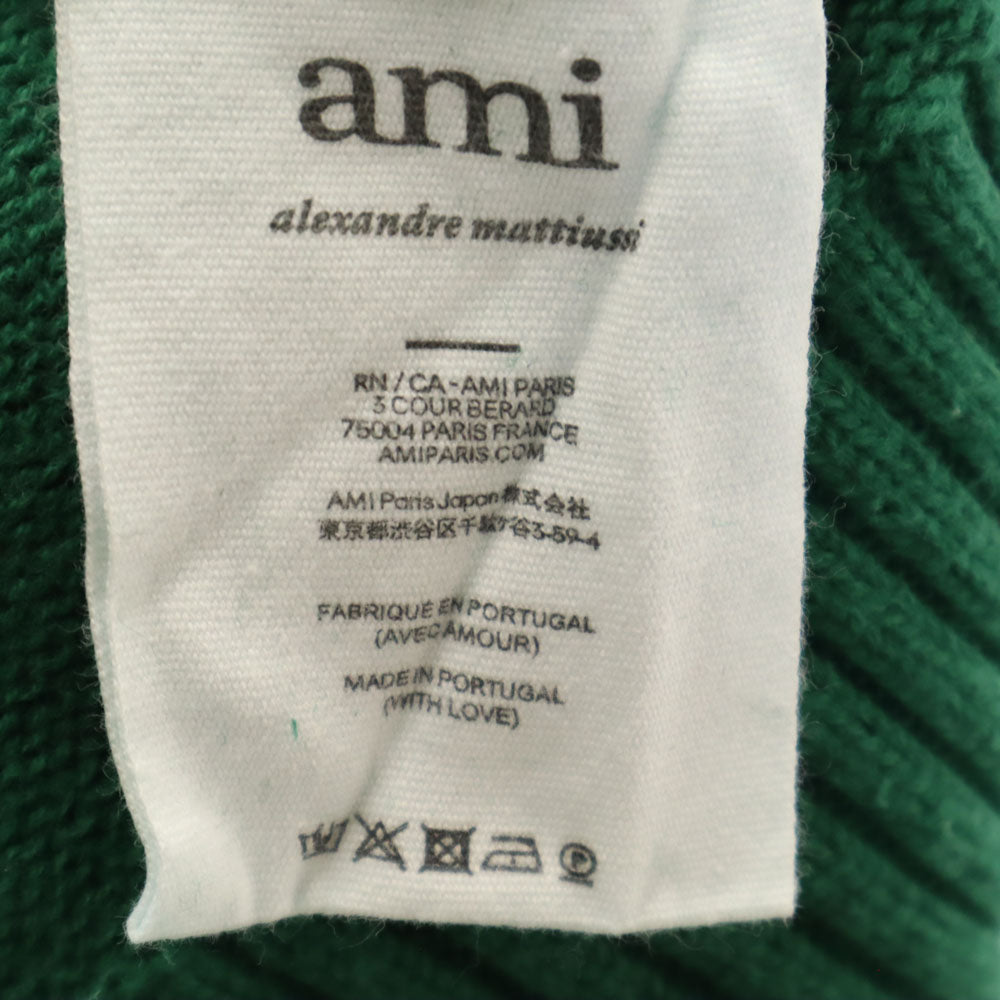 ami
alexandre mattiussi
RN / CA - AMI PARIS
3 COUR BERARD
75004 PARIS FRANCE
AMIPARIS.COM
AMI Paris Japan 株式会社
東京都渋谷区千駄ケ谷3-59-4
FABRIQUE EN PORTUGAL
(AVEC AMOUR)
MADE IN PORTUGAL
(WITH LOVE)
P